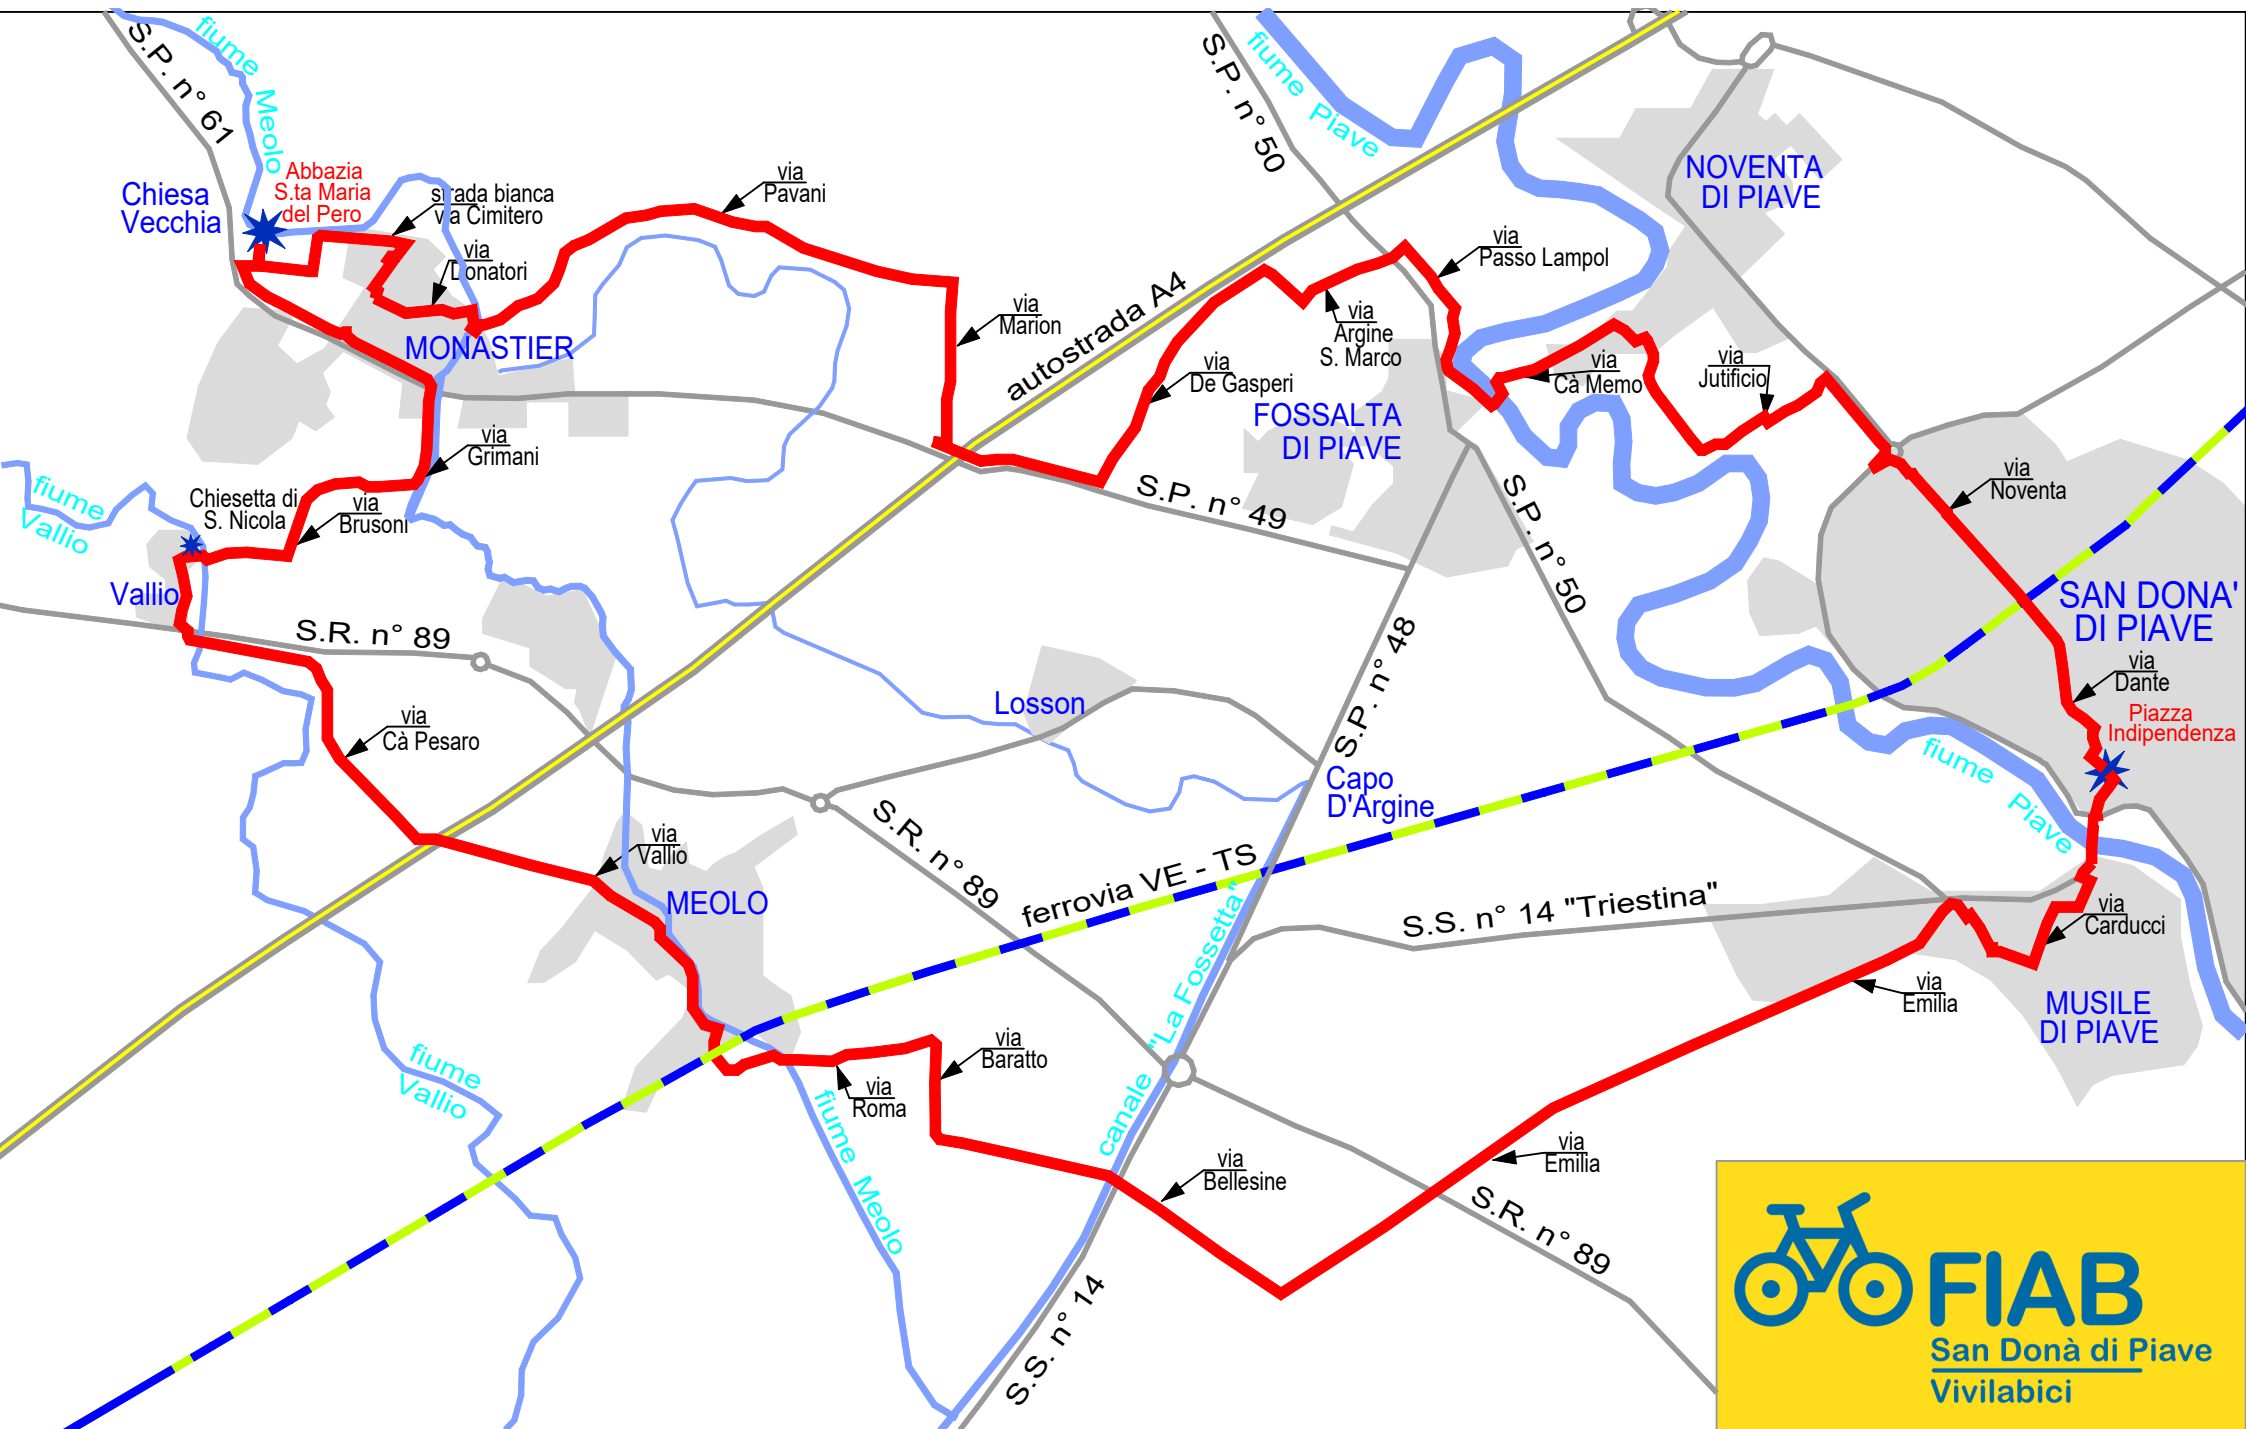 S.P. n° 61
fiume
Meolo
Chiesa
Vecchia
Abbazia
S.ta Maria
del Pero
strada bianca
via Cimitero
via
Donatori
via
Pavani
MONASTIER
via
Marion
autostrada A4
S.P. n° 50
fiume Piave
via
Passo Lampol
via
Argine
S. Marco
via
De Gasperi
FOSSALTA
DI PIAVE
NOVENTA
DI PIAVE
via
Cà Memo
via
Jutificio
via
Noventa
S.P. n° 49
S.P. n° 50
S.P. n° 48
SAN DONA'
DI PIAVE
via
Dante
Piazza
Indipendenza
fiume Piave
via
Grimani
via
Brusoni
Chiesetta di
S. Nicola
fiume
Vallio
Vallio
S.R. n° 89
via
Cà Pesaro
Losson
Capo
D'Argine
via
Vallio
MEOLO
S.R. n° 89
ferrovia VE - TS
S.S. n° 14 "Triestina"
via
Carducci
via
Emilia
MUSILE
DI PIAVE
canale "La Fossetta"
via
Baratto
via
Roma
fiume
Vallio
fiume Meolo
via
Bellesine
via
Emilia
S.R. n° 89
S.S. n° 14
FIAB
San Donà di Piave
Vivilabici